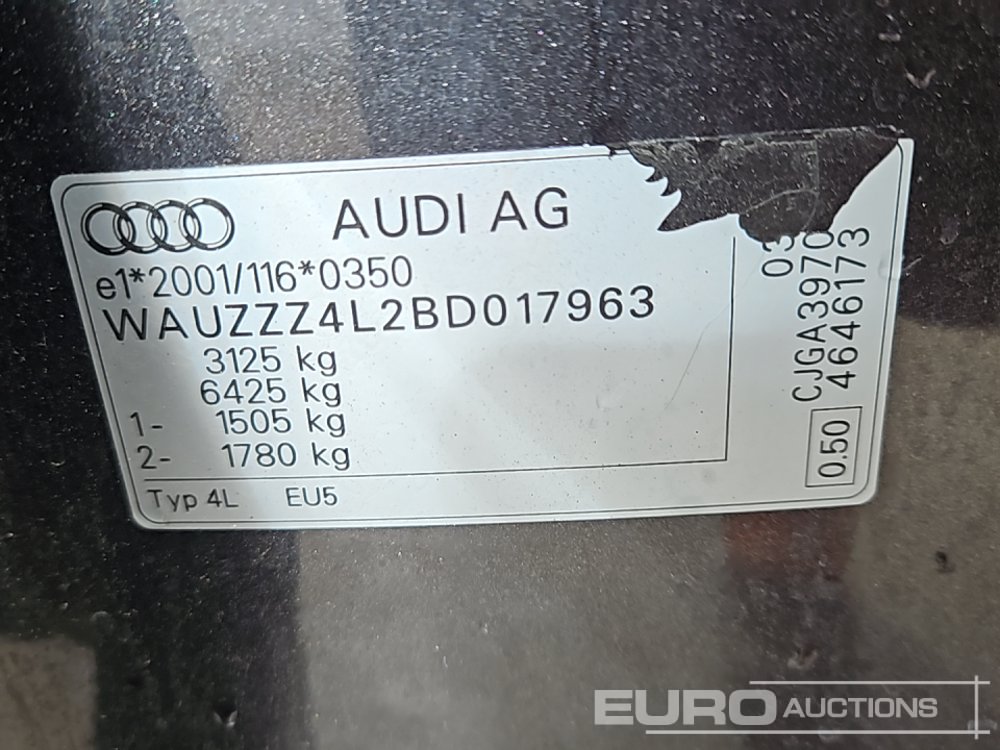 AUDI AG
e1*2001/116*0350
WAUZZZ4L2BD017963
3125 kg
6425 kg
1- 1505 kg
2- 1780 kg
Typ 4L EU5
03
CJGA3970
4646173
0.50
EURO AUCTIONS